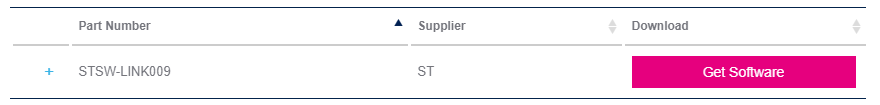 Part Number Supplier Download
+ STSW-LINK009 ST Get Software